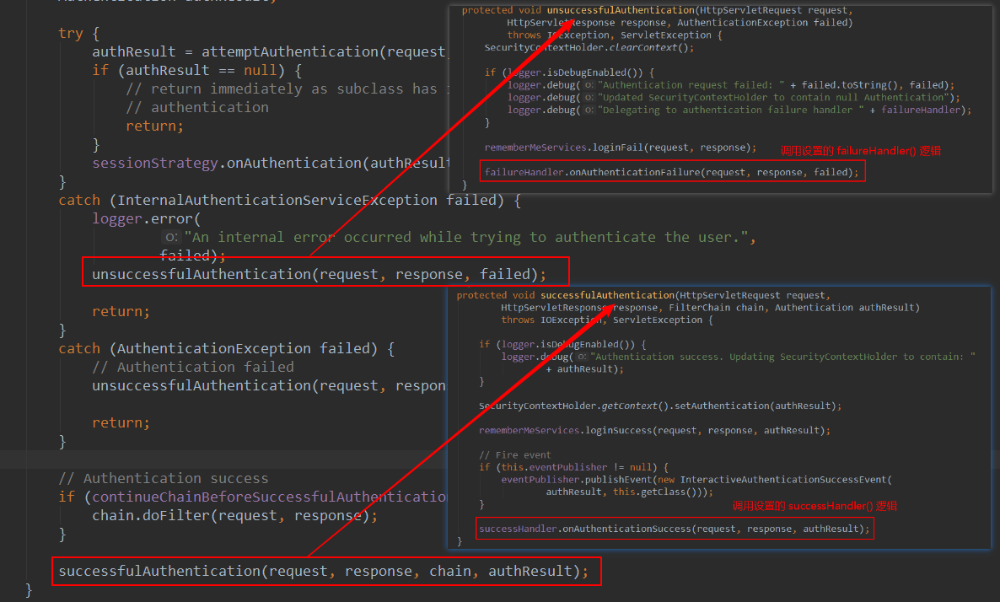 try {
authResult = attemptAuthentication(request,
if (authResult == null) {
// return immediately as subclass has
// authentication
return;
}
sessionStrategy.onAuthentication(authResult
}
catch (InternalAuthenticationServiceException failed) {
logger.error(
o: "An internal error occurred while trying to authenticate the user.",
failed);
unsuccessfulAuthentication(request, response, failed);
return;
}
catch (AuthenticationException failed) {
// Authentication failed
unsuccessfulAuthentication(request, respon
return;
}
// Authentication success
if (continueChainBeforeSuccessfulAuthentication
chain.doFilter(request, response);
}
successfulAuthentication(request, response, chain, authResult);
}
protected void unsuccessfulAuthentication(HttpServletRequest request,
HttpServletResponse response, AuthenticationException failed)
throws IOException, ServletException {
SecurityContextHolder.clearContext();
if (logger.isDebugEnabled()) {
logger.debug( o: "Authentication request failed: " + failed.toString(), failed);
logger.debug( o: "Updated SecurityContextHolder to contain null Authentication");
logger.debug( o: "Delegating to authentication failure handler " + failureHandler);
}
rememberMeServices.loginFail(request, response);
调用设置的 failureHandler() 逻辑
failureHandler.onAuthenticationFailure(request, response, failed);
}
protected void successfulAuthentication(HttpServletRequest request,
HttpServletResponse response, FilterChain chain, Authentication authResult)
throws IOException, ServletException {
if (logger.isDebugEnabled()) {
logger.debug( o: "Authentication success. Updating SecurityContextHolder to contain: "
+ authResult);
}
SecurityContextHolder.getContext().setAuthentication(authResult);
rememberMeServices.loginSuccess(request, response, authResult);
// Fire event
if (this.eventPublisher != null) {
eventPublisher.publishEvent(new InteractiveAuthenticationSuccessEvent(
authResult, this.getClass()));
}
调用设置的 successHandler() 逻辑
successHandler.onAuthenticationSuccess(request, response, authResult);
}